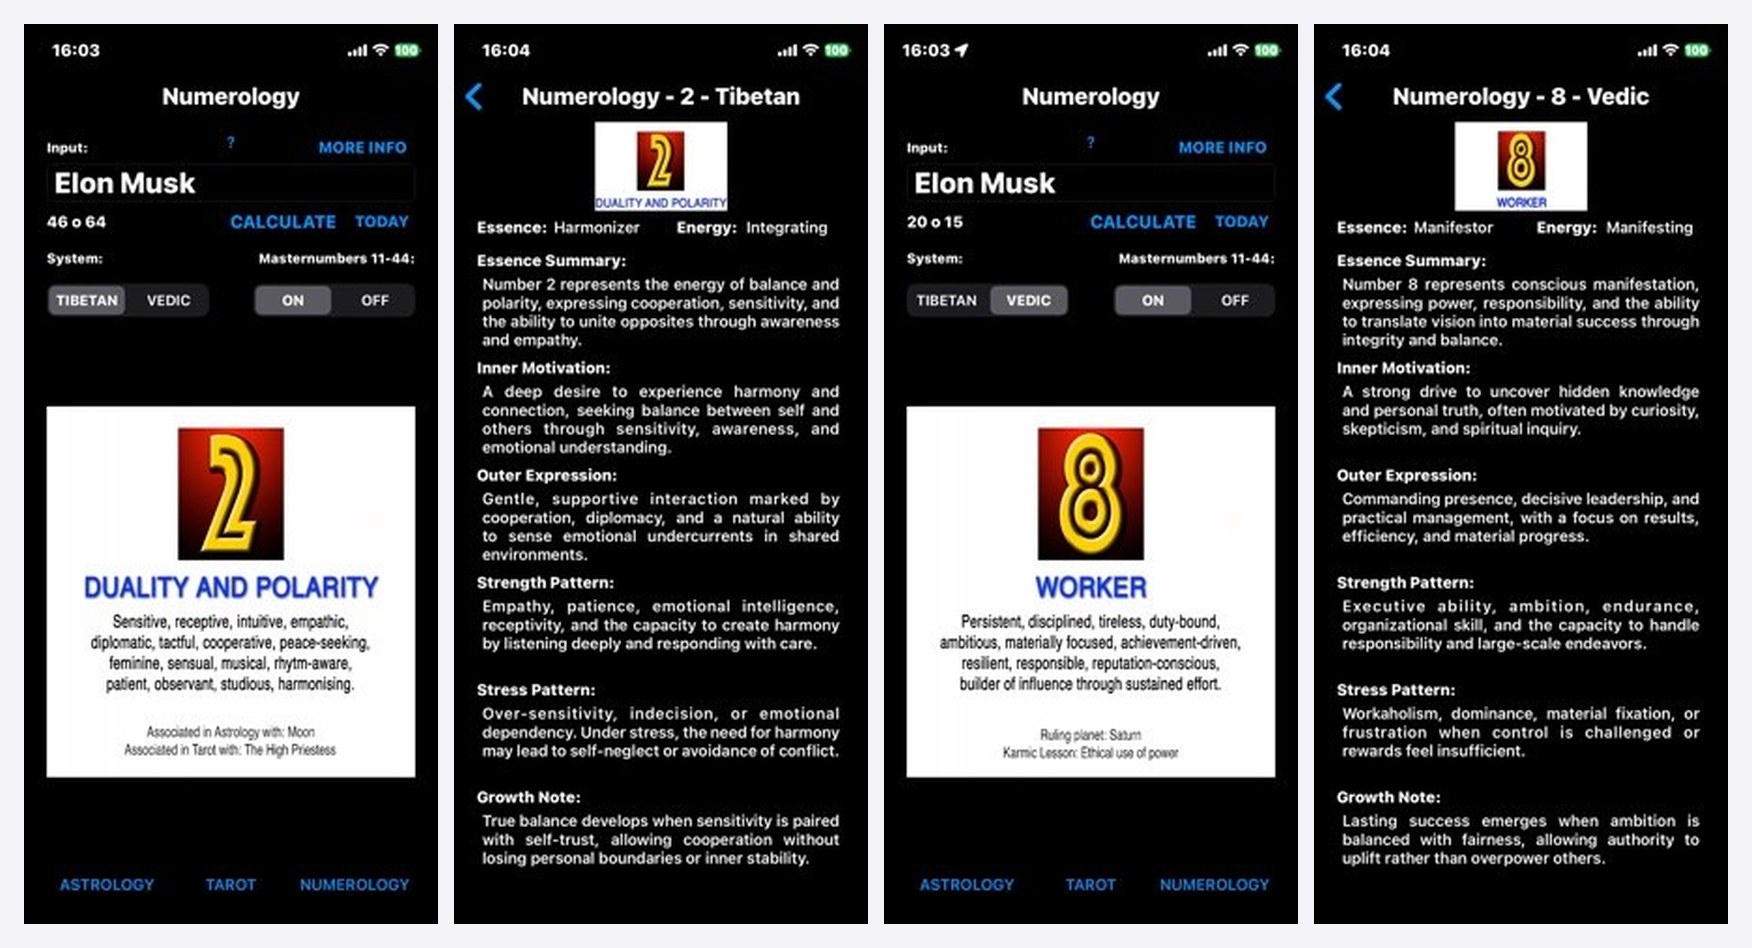 16:03
100
Numerology
Input:
?
MORE INFO
Elon Musk
46 o 64
CALCULATE
TODAY
System:
Masternumbers 11-44:
TIBETAN
VEDIC
ON
OFF
2
DUALITY AND POLARITY
Sensitive, receptive, intuitive, empathic,
diplomatic, tactful, cooperative, peace-seeking,
feminine, sensual, musical, rhytm-aware,
patient, observant, studious, harmonising.
Associated in Astrology with: Moon
Associated in Tarot with: The High Priestess
ASTROLOGY
TAROT
NUMEROLOGY
16:04
100
Numerology - 2 - Tibetan
2
DUALITY AND POLARITY
Essence: Harmonizer
Energy: Integrating
Essence Summary:
Number 2 represents the energy of balance and
polarity, expressing cooperation, sensitivity, and
the ability to unite opposites through awareness
and empathy.
Inner Motivation:
A deep desire to experience harmony and
connection, seeking balance between self and
others through sensitivity, awareness, and
emotional understanding.
Outer Expression:
Gentle, supportive interaction marked by
cooperation, diplomacy, and a natural ability
to sense emotional undercurrents in shared
environments.
Strength Pattern:
Empathy, patience, emotional intelligence,
receptivity, and the capacity to create harmony
by listening deeply and responding with care.
Stress Pattern:
Over-sensitivity, indecision, or emotional
dependency. Under stress, the need for harmony
may lead to self-neglect or avoidance of conflict.
Growth Note:
True balance develops when sensitivity is paired
with self-trust, allowing cooperation without
losing personal boundaries or inner stability.
16:03
100
Numerology
Input:
?
MORE INFO
Elon Musk
20 o 15
CALCULATE
TODAY
System:
Masternumbers 11-44:
TIBETAN
VEDIC
ON
OFF
8
WORKER
Persistent, disciplined, tireless, duty-bound,
ambitious, materially focused, achievement-driven,
resilient, responsible, reputation-conscious,
builder of influence through sustained effort.
Ruling planet: Saturn
Karmic Lesson: Ethical use of power
ASTROLOGY
TAROT
NUMEROLOGY
16:04
100
Numerology - 8 - Vedic
8
WORKER
Essence: Manifestor
Energy: Manifesting
Essence Summary:
Number 8 represents conscious manifestation,
expressing power, responsibility, and the ability
to translate vision into material success through
integrity and balance.
Inner Motivation:
A strong drive to uncover hidden knowledge
and personal truth, often motivated by curiosity,
skepticism, and spiritual inquiry.
Outer Expression:
Commanding presence, decisive leadership, and
practical management, with a focus on results,
efficiency, and material progress.
Strength Pattern:
Executive ability, ambition, endurance,
organizational skill, and the capacity to handle
responsibility and large-scale endeavors.
Stress Pattern:
Workaholism, dominance, material fixation, or
frustration when control is challenged or
rewards feel insufficient.
Growth Note:
Lasting success emerges when ambition is
balanced with fairness, allowing authority to
uplift rather than overpower others.